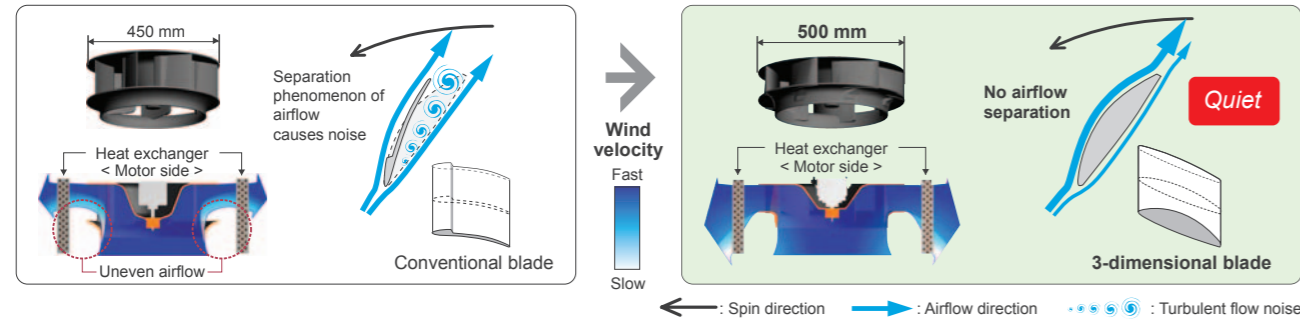 450 mm
Separation
phenomenon of
airflow
causes noise
Heat exchanger
< Motor side >
Uneven airflow
Conventional blade
Wind
velocity
Fast
Slow
500 mm
No airflow
separation
Quiet
Heat exchanger
< Motor side >
3-dimensional blade
: Spin direction
: Airflow direction
: Turbulent flow noise